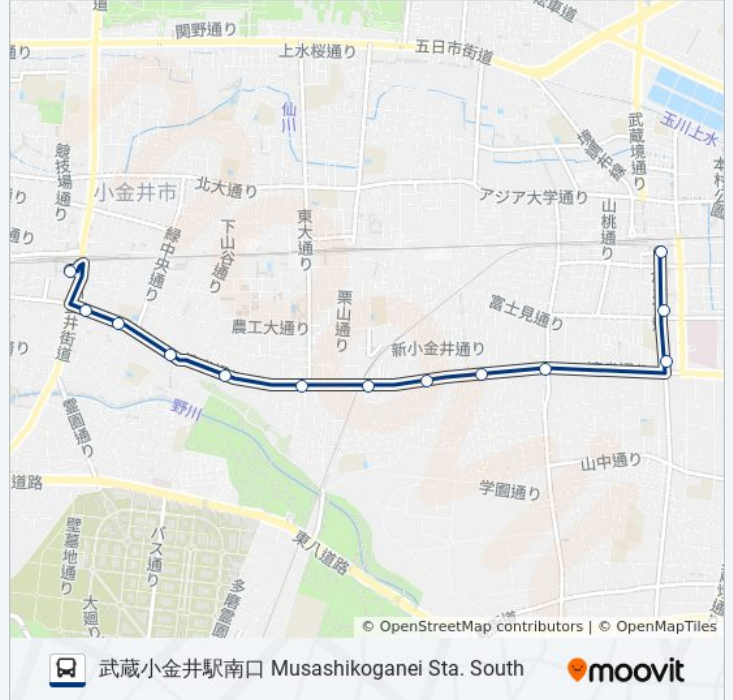 道
関野通り
上水桜通り
五日市街道
仙川
玉川上水
武蔵境通り
競技場通り
小金井市
北大通り
アジア大学通り
東大通り
下山谷通り
山桃通り
緑中央通り
栗山通り
富士見通り
農工大通り
新小金井通り
井街道
野川
霊園通り
山中通り
学園通り
道路
東八道路
壁墓地通り
バス通り
多磨霊園
大廻り
© OpenStreetMap contributors | © OpenMapTiles
武蔵小金井駅南口 Musashikoganei Sta. South
moovit